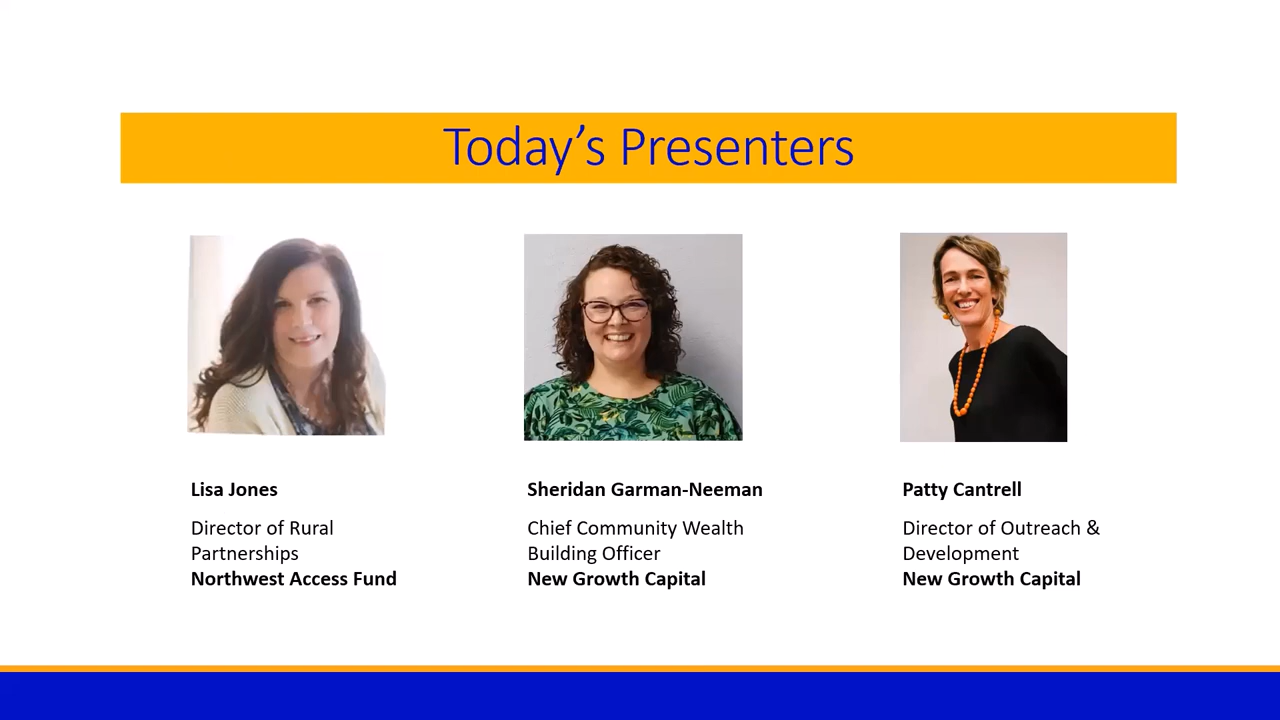 Today’s Presenters
Lisa Jones
Director of Rural
Partnerships
Northwest Access Fund
Sheridan Garman-Neeman
Chief Community Wealth
Building Officer
New Growth Capital
Patty Cantrell
Director of Outreach &
Development
New Growth Capital